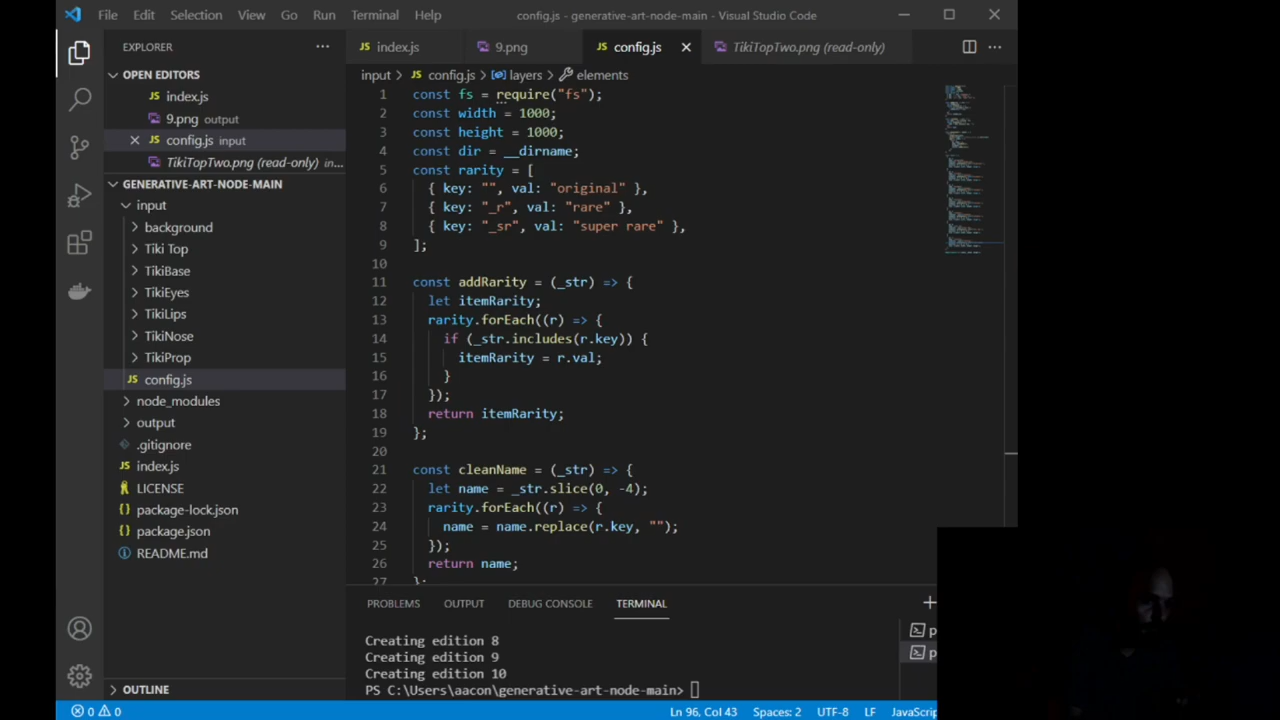 File Edit Selection View Go Run Terminal Help config.js - generative-art-node-main - Visual Studio Code
EXPLORER
OPEN EDITORS
index.js
9.png output
config.js input
TikiTopTwo.png (read-only) in...
GENERATIVE-ART-NODE-MAIN
input
background
Tiki Top
TikiBase
TikiEyes
TikiLips
TikiNose
TikiProp
config.js
node_modules
output
.gitignore
index.js
LICENSE
package-lock.json
package.json
README.md
OUTLINE
index.js 9.png config.js TikiTopTwo.png (read-only)
input > config.js > layers > elements
1 const fs = require("fs");
2 const width = 1000;
3 const height = 1000;
4 const dir = __dirname;
5 const rarity = [
6 { key: "", val: "original" },
7 { key: "_r", val: "rare" },
8 { key: "_sr", val: "super rare" },
9 ];
10
11 const addRarity = (_str) => {
12 let itemRarity;
13 rarity.forEach((r) => {
14 if (_str.includes(r.key)) {
15 itemRarity = r.val;
16 }
17 });
18 return itemRarity;
19 };
20
21 const cleanName = (_str) => {
22 let name = _str.slice(0, -4);
23 rarity.forEach((r) => {
24 name = name.replace(r.key, "");
25 });
26 return name;
27 };
PROBLEMS OUTPUT DEBUG CONSOLE TERMINAL
Creating edition 8
Creating edition 9
Creating edition 10
PS C:\Users\aacon\generative-art-node-main>
p
p
0 0 Ln 96, Col 43 Spaces: 2 UTF-8 LF JavaScrip